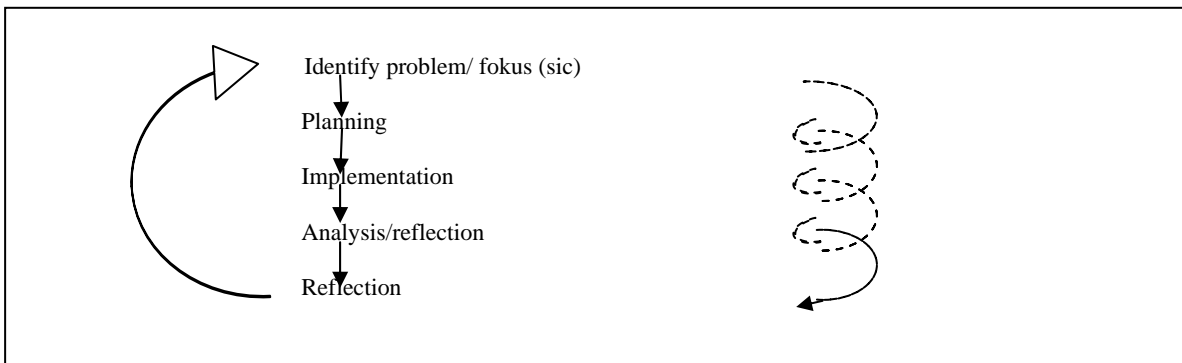 Identify problem/ fokus (sic)
Planning
Implementation
Analysis/reflection
Reflection